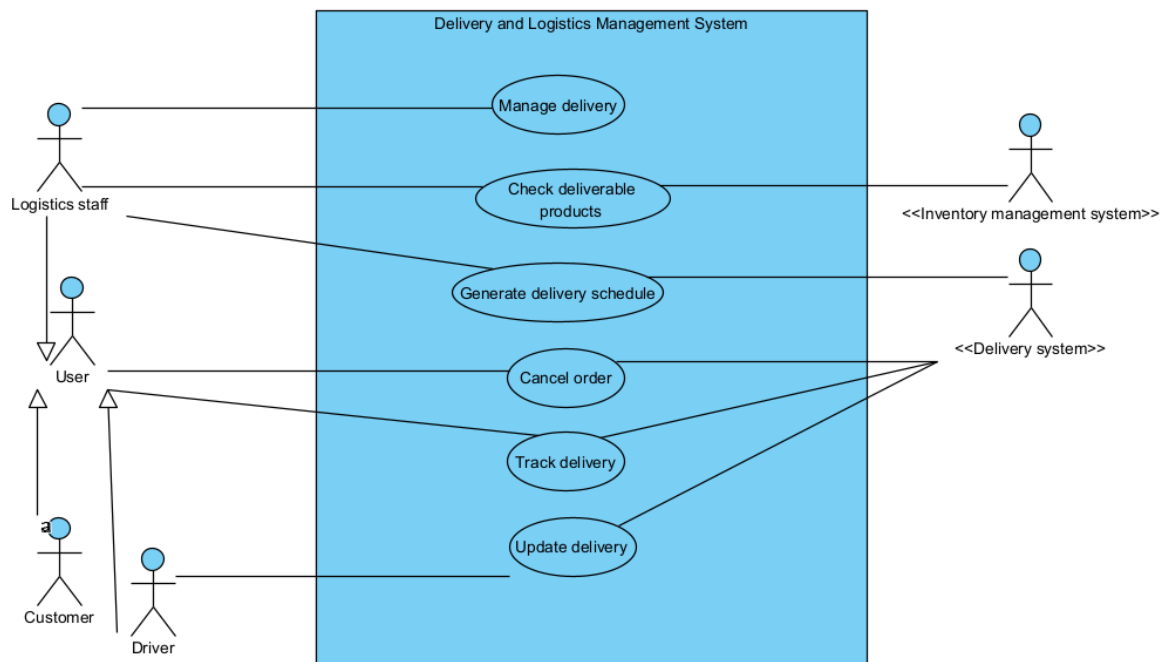 Delivery and Logistics Management System
Manage delivery
Logistics staff
Check deliverable
products
<<Inventory management system>>
Generate delivery schedule
<<Delivery system>>
User
Cancel order
Track delivery
a
Update delivery
Customer
Driver